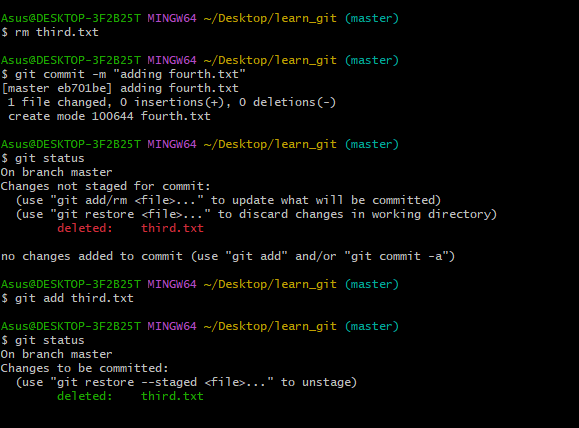 Asus@DESKTOP-3F2B25T MINGW64 ~/Desktop/learn_git (master)
$ rm third.txt

Asus@DESKTOP-3F2B25T MINGW64 ~/Desktop/learn_git (master)
$ git commit -m "adding fourth.txt"
[master eb701be] adding fourth.txt
 1 file changed, 0 insertions(+), 0 deletions(-)
 create mode 100644 fourth.txt

Asus@DESKTOP-3F2B25T MINGW64 ~/Desktop/learn_git (master)
$ git status
On branch master
Changes not staged for commit:
  (use "git add/rm <file>..." to update what will be committed)
  (use "git restore <file>..." to discard changes in working directory)
        deleted:    third.txt

no changes added to commit (use "git add" and/or "git commit -a")

Asus@DESKTOP-3F2B25T MINGW64 ~/Desktop/learn_git (master)
$ git add third.txt

Asus@DESKTOP-3F2B25T MINGW64 ~/Desktop/learn_git (master)
$ git status
On branch master
Changes to be committed:
  (use "git restore --staged <file>..." to unstage)
        deleted:    third.txt